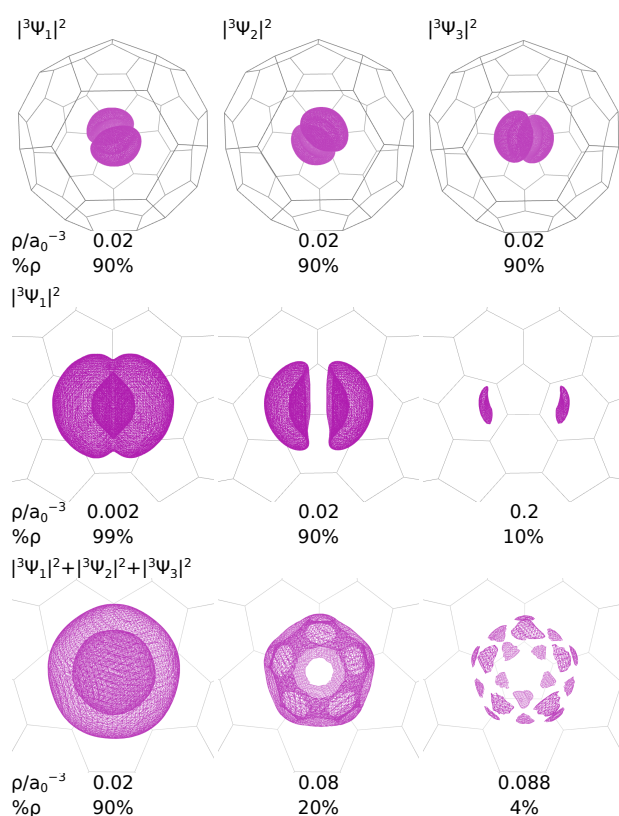 |³Ψ₁|² |³Ψ₂|² |³Ψ₃|²
ρ/a₀⁻³ 0.02 0.02 0.02
%ρ 90% 90% 90%
|³Ψ₁|²
ρ/a₀⁻³ 0.002 0.02 0.2
%ρ 99% 90% 10%
|³Ψ₁|²+|³Ψ₂|²+|³Ψ₃|²
ρ/a₀⁻³ 0.02 0.08 0.088
%ρ 90% 20% 4%